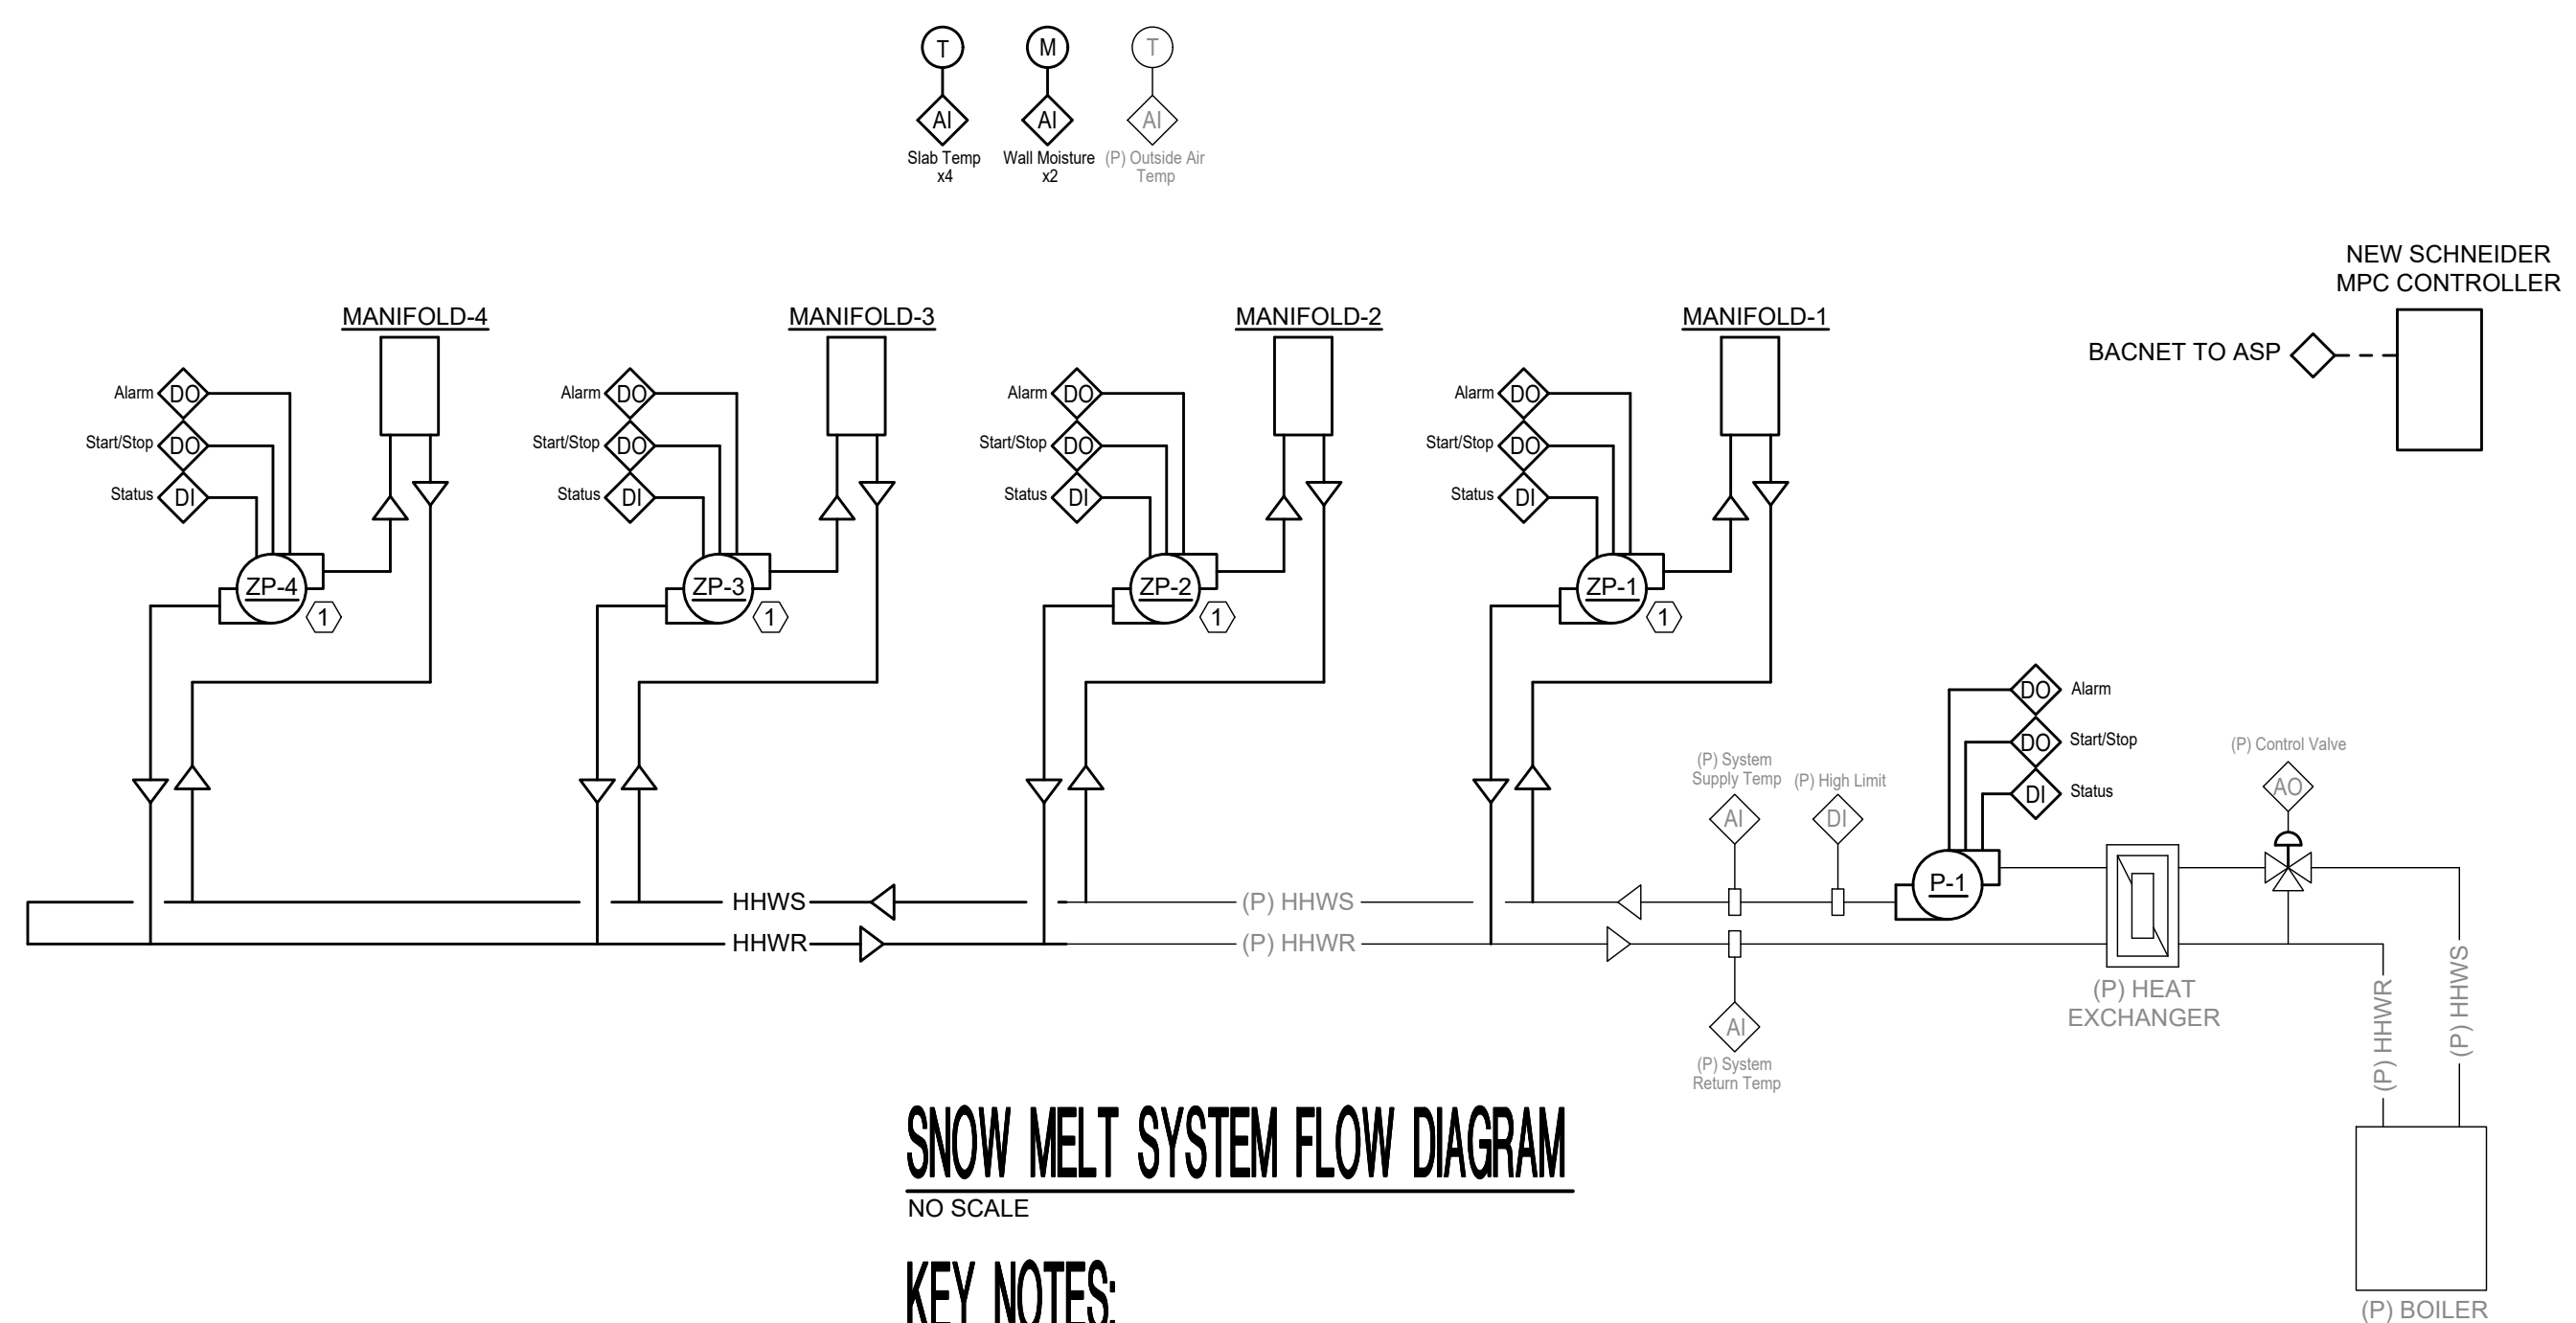 T
M
T
AI
AI
AI
Slab Temp
x4
Wall Moisture
x2
(P) Outside Air
Temp
NEW SCHNEIDER
MPC CONTROLLER
BACNET TO ASP
MANIFOLD-4
Alarm
DO
Start/Stop
DO
Status
DI
ZP-4
1
MANIFOLD-3
Alarm
DO
Start/Stop
DO
Status
DI
ZP-3
1
MANIFOLD-2
Alarm
DO
Start/Stop
DO
Status
DI
ZP-2
1
MANIFOLD-1
Alarm
DO
Start/Stop
DO
Status
DI
ZP-1
1
DO
Alarm
DO
Start/Stop
DI
Status
P-1
(P) System
Supply Temp
AI
(P) High Limit
DI
(P) Control Valve
AO
HHWS
(P) HHWS
HHWR
(P) HHWR
AI
(P) System
Return Temp
(P) HEAT
EXCHANGER
(P) HHWR
(P) HHWS
(P) BOILER
SNOW MELT SYSTEM FLOW DIAGRAM
NO SCALE
KEY NOTES: